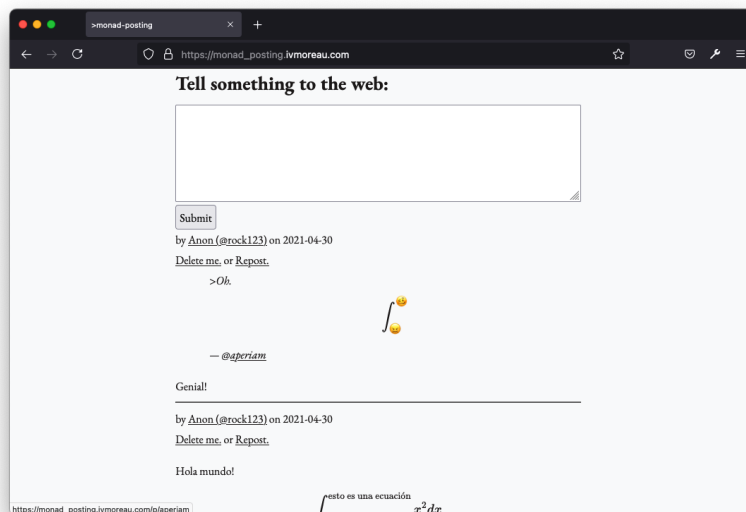 >monad-posting
https://monad_posting.ivmoreau.com
Tell something to the web:
Submit
by Anon (@rock123) on 2021-04-30
Delete me. or Repost.
>Oh.
∫
— @aperiam
Genial!
by Anon (@rock123) on 2021-04-30
Delete me. or Repost.
Hola mundo!
∫ esto es una ecuación x² dx
https://monad_posting.ivmoreau.com/p/aperiam